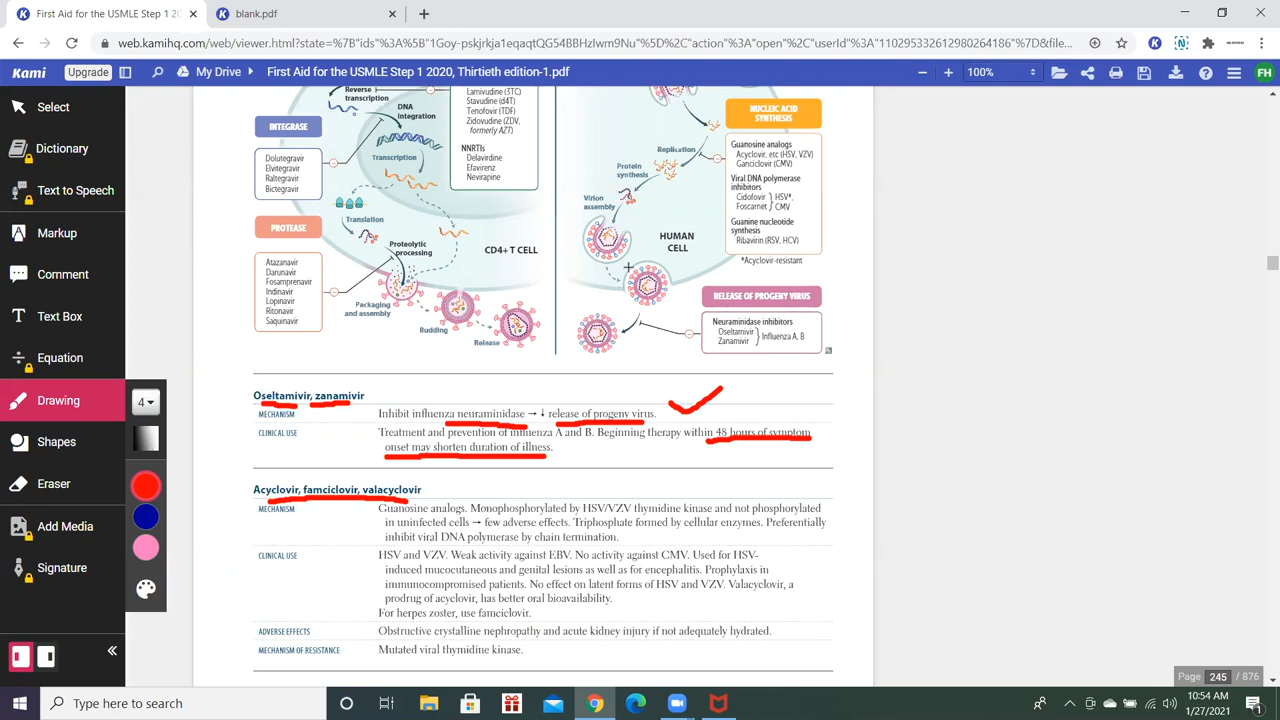 First Aid for the USMLE Step 1 20
blank.pdf
web.kamihq.com/web/viewer.html?state=%7B"ids"%3A%5B"1Goy-pskjrkja1eqaqtQG54BBHzIwm9Nu"%5D%2C"action"%3A"open"%2C"userId"%3A"110295332612980264186"%7D&file...
Kami
Upgrade
My Drive
First Aid for the USMLE Step 1 2020.pdf
100%
FH
Select
Dictionary
Text to Speech
Markup
Comment
Text Box
Equation
Drawing
Shapes
Eraser
Add Media
Signature
4
Reverse
transcription
DNA
integration
Transcription
Translation
Proteolytic
processing
Packaging
and assembly
Budding
Release
CD4+ T CELL
INTEGRASE
Dolutegravir
Elvitegravir
Raltegravir
Bictegravir
PROTEASE
Atazanavir
Darunavir
Fosamprenavir
Indinavir
Lopinavir
Ritonavir
Saquinavir
Lamivudine (3TC)
Stavudine (d4T)
Tenofovir (TDF)
Zidovudine (ZDV,
formerly AZT)
NNRTIs
Delavirdine
Efavirenz
Nevirapine
Replication
Protein
synthesis
Virion
assembly
HUMAN
CELL
NUCLEIC ACID
SYNTHESIS
Guanosine analogs
Acyclovir, etc (HSV, VZV)
Ganciclovir (CMV)
Viral DNA polymerase
inhibitors
Cidofovir } HSV*,
Foscarnet } CMV
Guanine nucleotide
synthesis
Ribavirin (RSV, HCV)
*Acyclovir-resistant
RELEASE OF PROGENY VIRUS
Neuraminidase inhibitors
Oseltamivir } Influenza A, B
Zanamivir
Oseltamivir, zanamivir
MECHANISM Inhibit influenza neuraminidase → ↓ release of progeny virus.
CLINICAL USE Treatment and prevention of influenza A and B. Beginning therapy within 48 hours of symptom
onset may shorten duration of illness.
Acyclovir, famciclovir, valacyclovir
MECHANISM Guanosine analogs. Monophosphorylated by HSV/VZV thymidine kinase and not phosphorylated
in uninfected cells → few adverse effects. Triphosphate formed by cellular enzymes. Preferentially
inhibit viral DNA polymerase by chain termination.
CLINICAL USE HSV and VZV. Weak activity against EBV. No activity against CMV. Used for HSV-
induced mucocutaneous and genital lesions as well as for encephalitis. Prophylaxis in
immunocompromised patients. No effect on latent forms of HSV and VZV. Valacyclovir, a
prodrug of acyclovir, has better oral bioavailability.
For herpes zoster, use famciclovir.
ADVERSE EFFECTS Obstructive crystalline nephropathy and acute kidney injury if not adequately hydrated.
MECHANISM OF RESISTANCE Mutated viral thymidine kinase.
Page 245 / 876
Type here to search
10:54 AM
1/27/2021